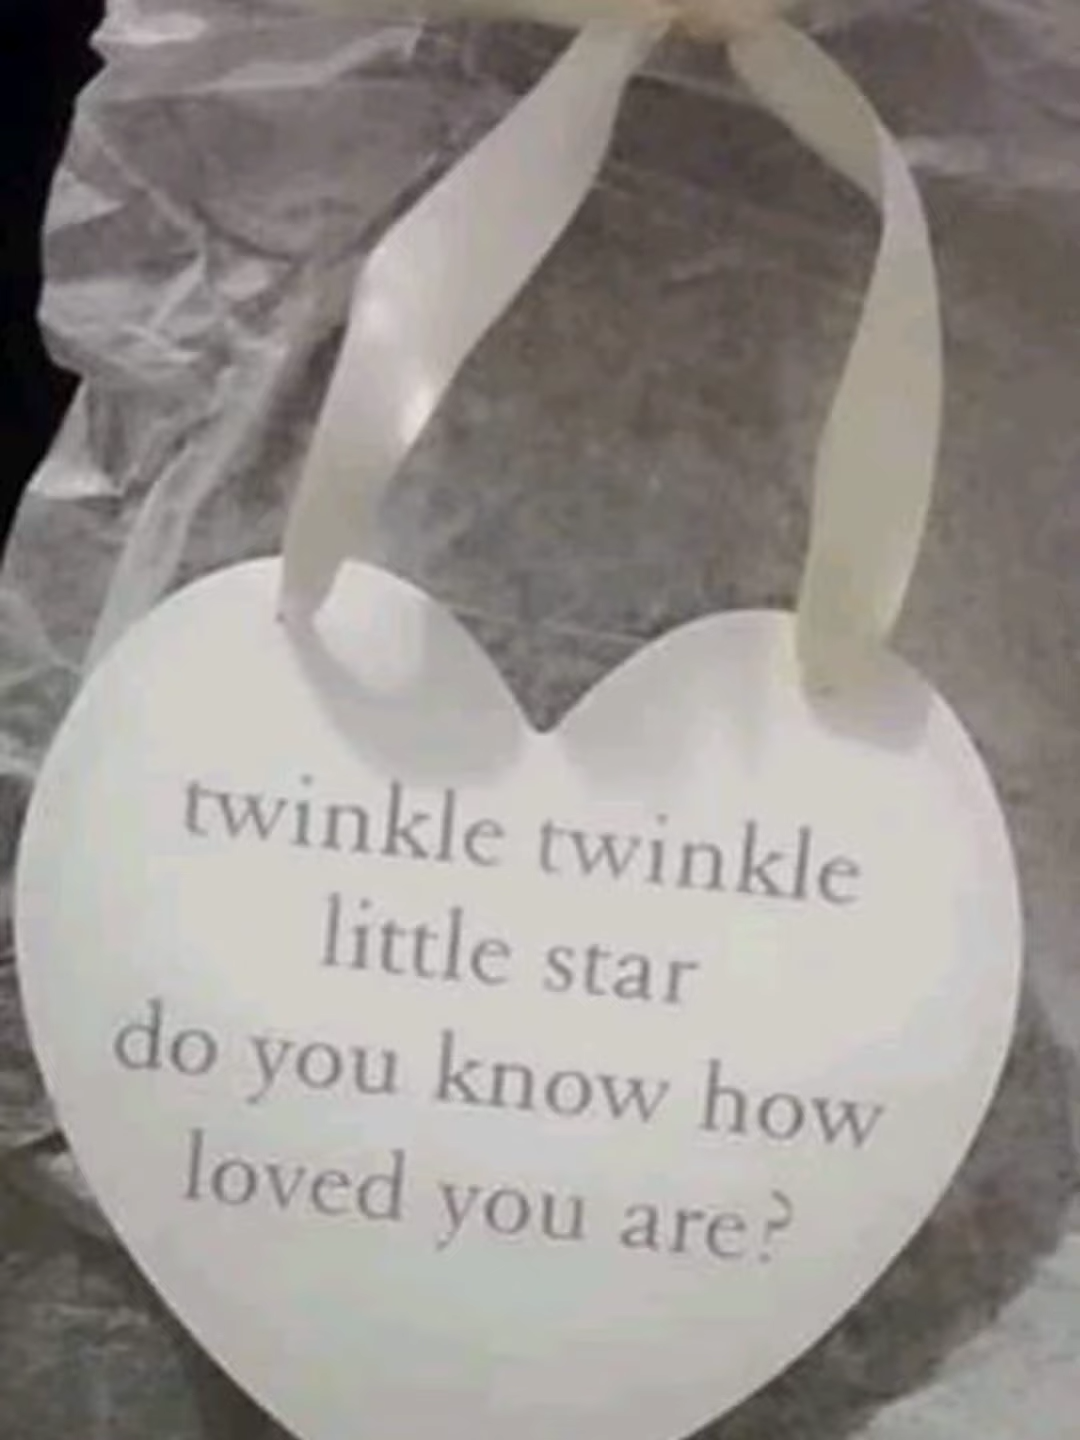 twinkle twinkle
little star
do you know how
loved you are?